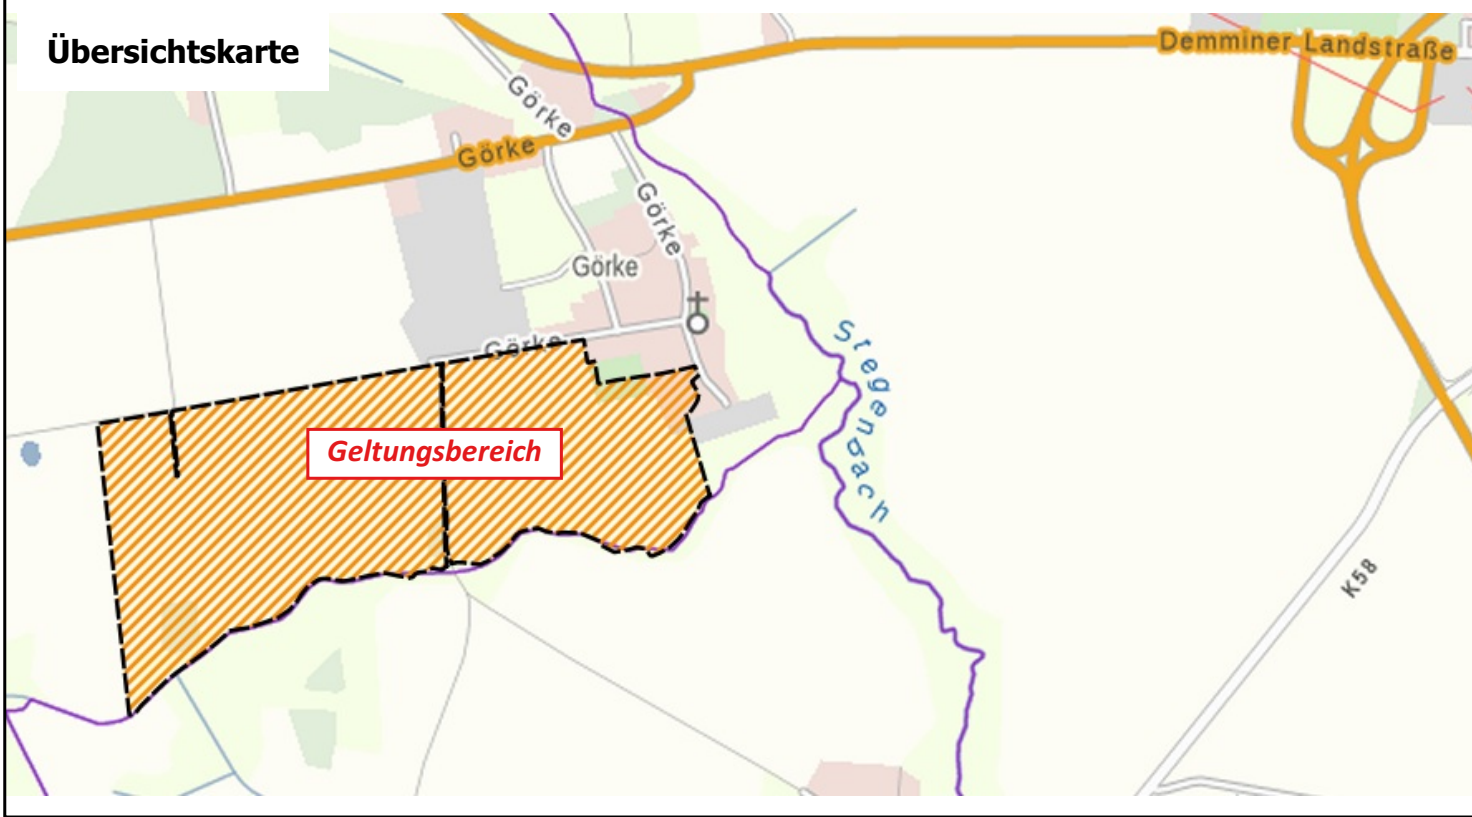 Übersichtskarte
Demminer Landstraße
Görke
Görke
Görke
Görke
Görke
Stegenbach
Geltungsbereich
K58